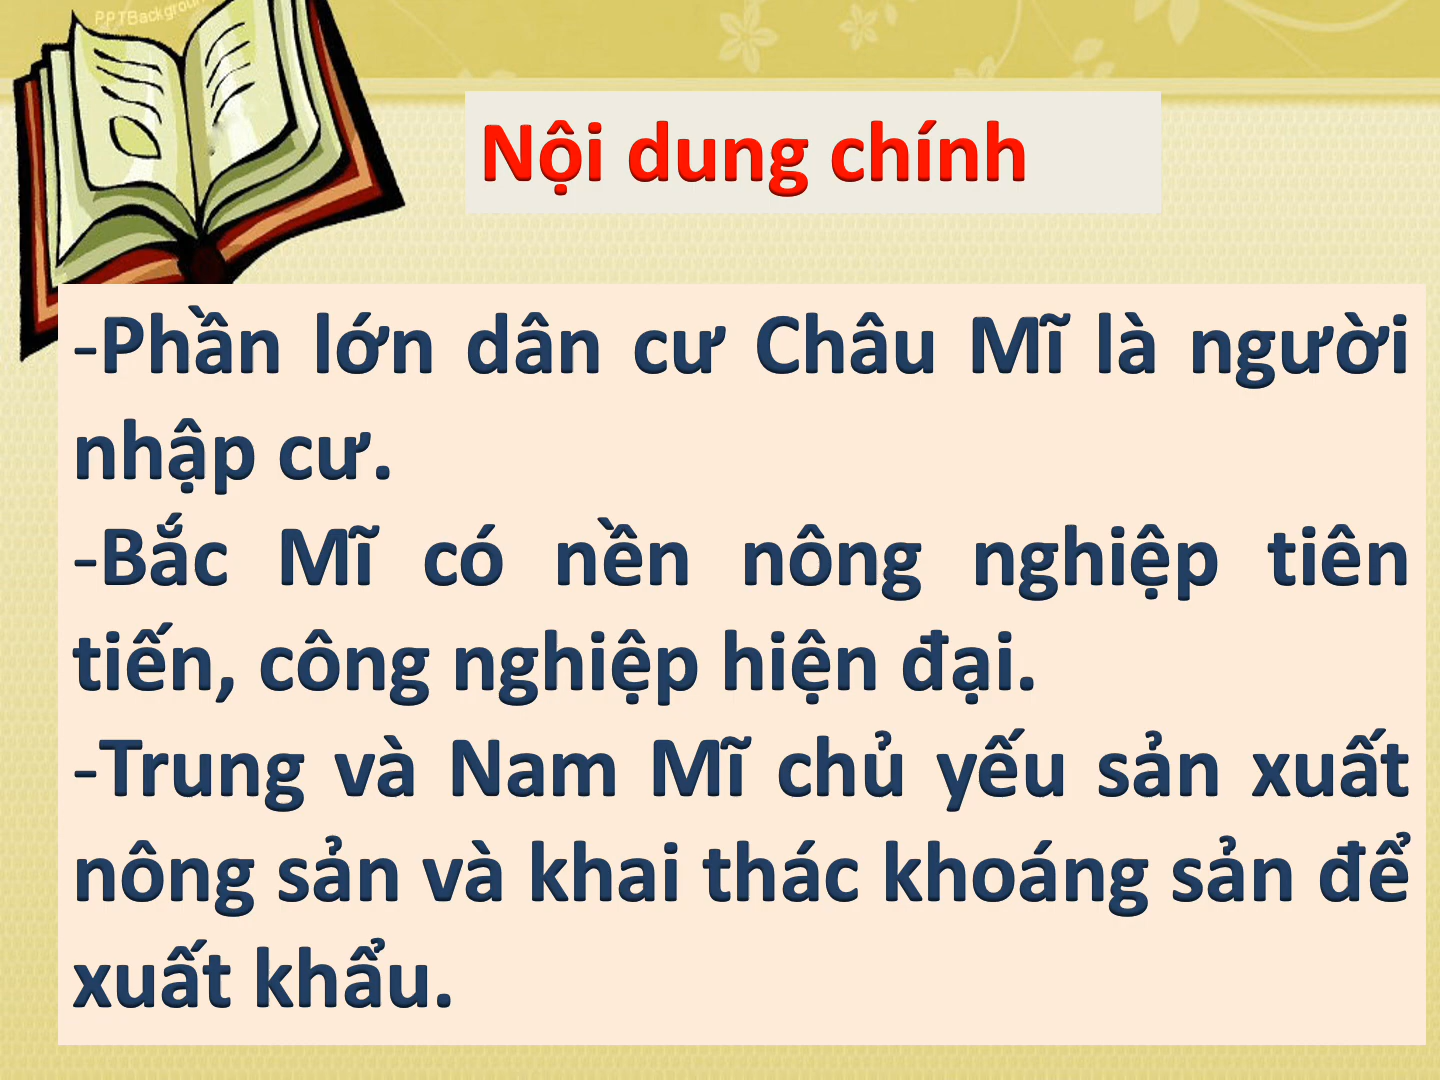 PPTBackground
Nội dung chính
-Phần lớn dân cư Châu Mĩ là người
nhập cư.
-Bắc Mĩ có nền nông nghiệp tiên
tiến, công nghiệp hiện đại.
-Trung và Nam Mĩ chủ yếu sản xuất
nông sản và khai thác khoáng sản để
xuất khẩu.